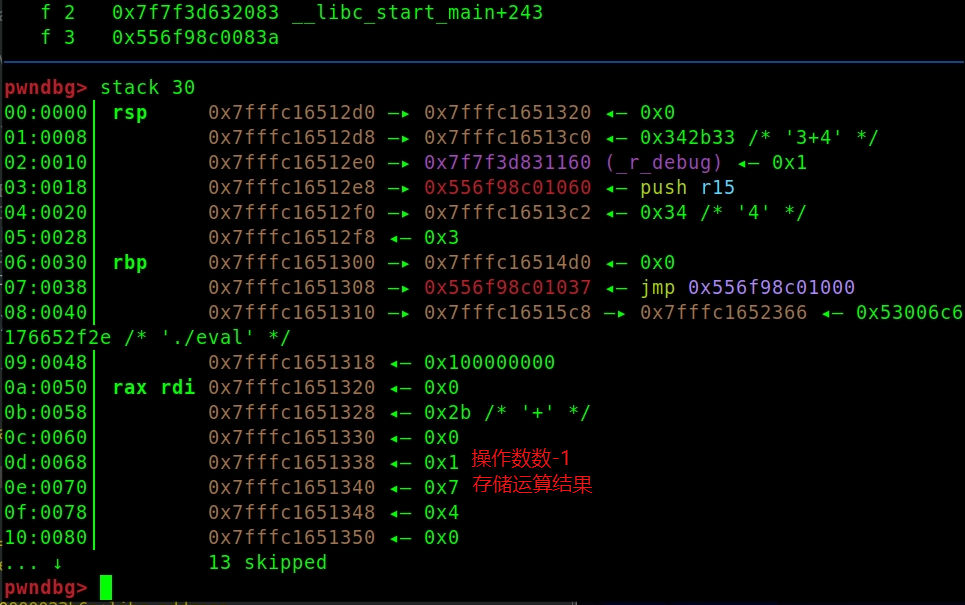 f 2   0x7f7f3d632083 __libc_start_main+243
f 3   0x556f98c0083a
pwndbg> stack 30
00:0000│ rsp     0x7fffc16512d0 —▸ 0x7fffc1651320 ◂— 0x0
01:0008│         0x7fffc16512d8 —▸ 0x7fffc16513c0 ◂— 0x342b33 /* '3+4' */
02:0010│         0x7fffc16512e0 —▸ 0x7f7f3d831160 (_r_debug) ◂— 0x1
03:0018│         0x7fffc16512e8 —▸ 0x556f98c01060 ◂— push r15
04:0020│         0x7fffc16512f0 —▸ 0x7fffc16513c2 ◂— 0x34 /* '4' */
05:0028│         0x7fffc16512f8 ◂— 0x3
06:0030│ rbp     0x7fffc1651300 —▸ 0x7fffc16514d0 ◂— 0x0
07:0038│         0x7fffc1651308 —▸ 0x556f98c01037 ◂— jmp 0x556f98c01000
08:0040│         0x7fffc1651310 —▸ 0x7fffc16515c8 —▸ 0x7fffc1652366 ◂— 0x53006c6
176652f2e /* './eval' */
09:0048│         0x7fffc1651318 ◂— 0x100000000
0a:0050│ rax rdi 0x7fffc1651320 ◂— 0x0
0b:0058│         0x7fffc1651328 ◂— 0x2b /* '+' */
0c:0060│         0x7fffc1651330 ◂— 0x0
0d:0068│         0x7fffc1651338 ◂— 0x1 操作数数-1
0e:0070│         0x7fffc1651340 ◂— 0x7 存储运算结果
0f:0078│         0x7fffc1651348 ◂— 0x4
10:0080│         0x7fffc1651350 ◂— 0x0
... ↓            13 skipped
pwndbg>